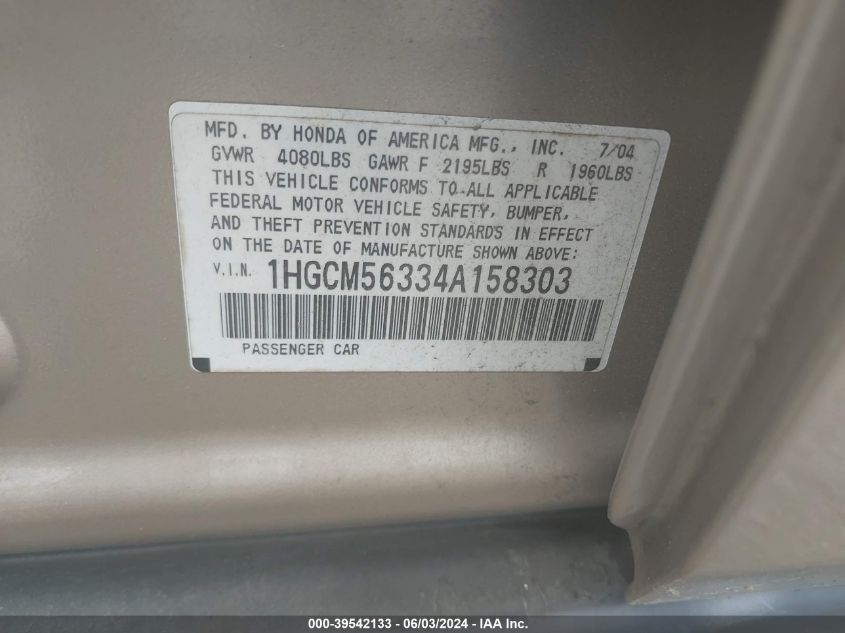 MFD. BY HONDA OF AMERICA MFG., INC. 7/04
GVWR 4080LBS GAWR F 2195LBS R 1960LBS
THIS VEHICLE CONFORMS TO ALL APPLICABLE
FEDERAL MOTOR VEHICLE SAFETY, BUMPER,
AND THEFT PREVENTION STANDARDS IN EFFECT
ON THE DATE OF MANUFACTURE SHOWN ABOVE:
V.I.N. 1HGCM56334A158303
PASSENGER CAR
000-39542133 - 06/03/2024 - IAA Inc.